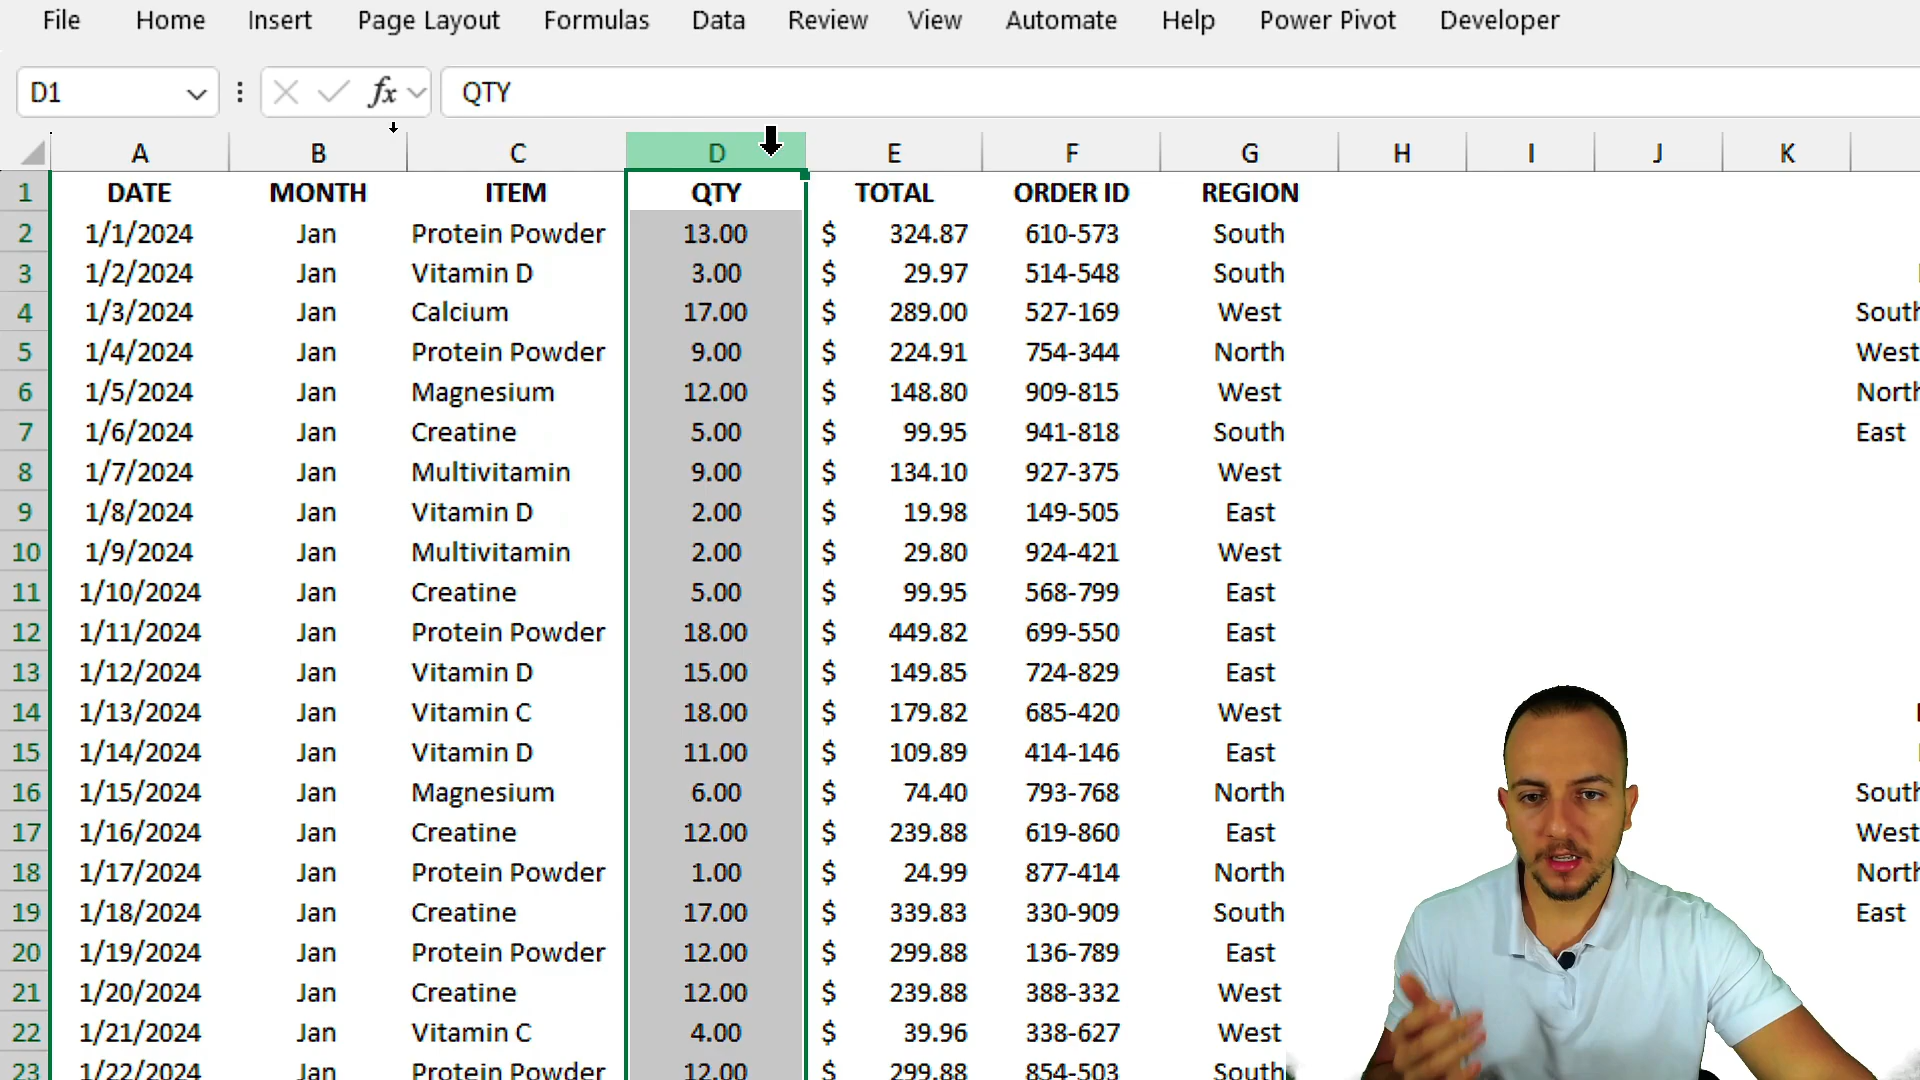 File Home Insert Page Layout Formulas Data Review View Automate Help Power Pivot Developer
D1 fx QTY
A B C D E F G H I J K
1 DATE MONTH ITEM QTY TOTAL ORDER ID REGION
2 1/1/2024 Jan Protein Powder 13.00 $ 324.87 610-573 South
3 1/2/2024 Jan Vitamin D 3.00 $ 29.97 514-548 South
4 1/3/2024 Jan Calcium 17.00 $ 289.00 527-169 West South
5 1/4/2024 Jan Protein Powder 9.00 $ 224.91 754-344 North West
6 1/5/2024 Jan Magnesium 12.00 $ 148.80 909-815 West North
7 1/6/2024 Jan Creatine 5.00 $ 99.95 941-818 South East
8 1/7/2024 Jan Multivitamin 9.00 $ 134.10 927-375 West
9 1/8/2024 Jan Vitamin D 2.00 $ 19.98 149-505 East
10 1/9/2024 Jan Multivitamin 2.00 $ 29.80 924-421 West
11 1/10/2024 Jan Creatine 5.00 $ 99.95 568-799 East
12 1/11/2024 Jan Protein Powder 18.00 $ 449.82 699-550 East
13 1/12/2024 Jan Vitamin D 15.00 $ 149.85 724-829 East
14 1/13/2024 Jan Vitamin C 18.00 $ 179.82 685-420 West
15 1/14/2024 Jan Vitamin D 11.00 $ 109.89 414-146 East
16 1/15/2024 Jan Magnesium 6.00 $ 74.40 793-768 North South
17 1/16/2024 Jan Creatine 12.00 $ 239.88 619-860 East West
18 1/17/2024 Jan Protein Powder 1.00 $ 24.99 877-414 North North
19 1/18/2024 Jan Creatine 17.00 $ 339.83 330-909 South East
20 1/19/2024 Jan Protein Powder 12.00 $ 299.88 136-789 East
21 1/20/2024 Jan Creatine 12.00 $ 239.88 388-332 West
22 1/21/2024 Jan Vitamin C 4.00 $ 39.96 338-627 West
23 1/22/2024 Jan Protein Powder 12.00 $ 299.88 854-503 South